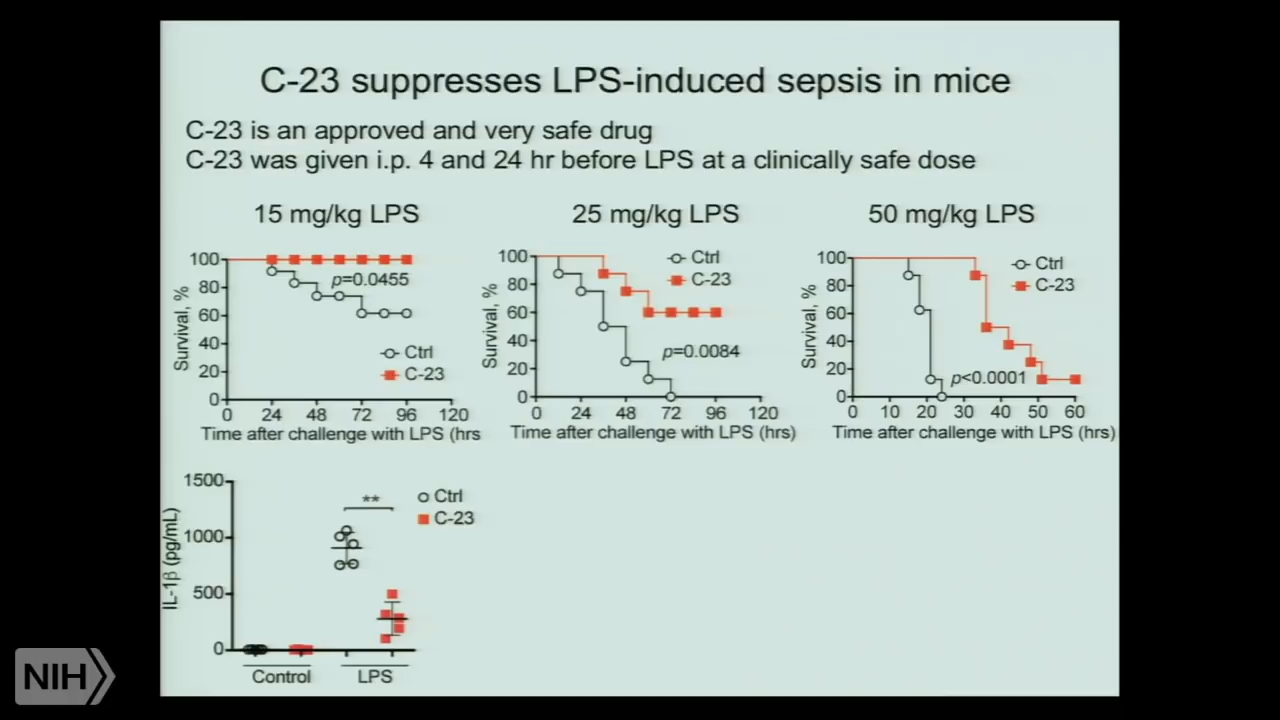 C-23 suppresses LPS-induced sepsis in mice
C-23 is an approved and very safe drug
C-23 was given i.p. 4 and 24 hr before LPS at a clinically safe dose
15 mg/kg LPS
Survival, %
100
80
60
40
20
0
p=0.0455
Ctrl
C-23
0 24 48 72 96 120
Time after challenge with LPS (hrs
25 mg/kg LPS
Survival, %
100
80
60
40
20
0
Ctrl
C-23
p=0.0084
0 24 48 72 96 120
Time after challenge with LPS (hrs)
50 mg/kg LPS
Survival, %
100
80
60
40
20
0
Ctrl
C-23
p<0.0001
0 10 20 30 40 50 60
Time after challenge with LPS (hrs)
IL-1β (pg/mL)
1500
1000
500
0
**
Ctrl
C-23
Control LPS
NIH